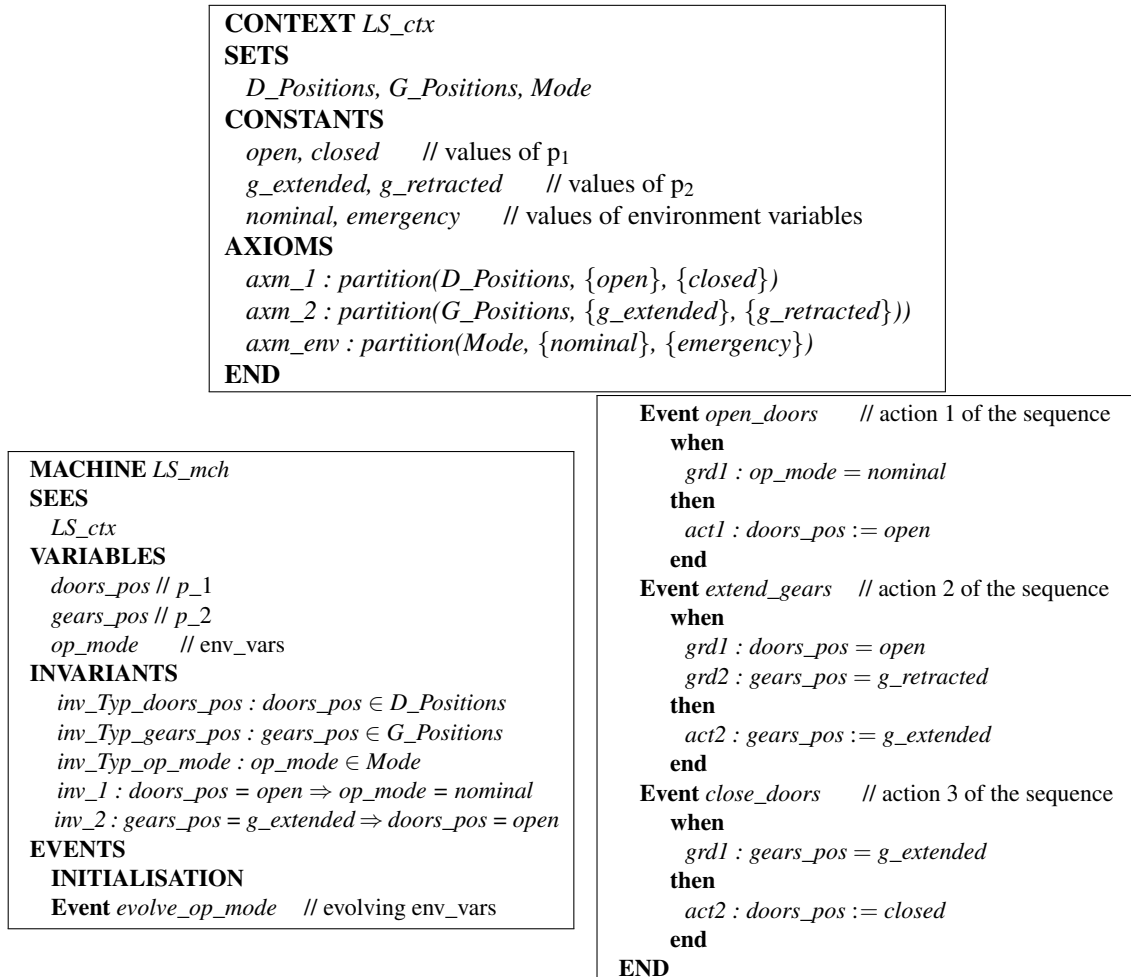 CONTEXT LS_ctx
SETS
D_Positions, G_Positions, Mode
CONSTANTS
open, closed // values of p₁
g_extended, g_retracted // values of p₂
nominal, emergency // values of environment variables
AXIOMS
axm_1 : partition(D_Positions, {open}, {closed})
axm_2 : partition(G_Positions, {g_extended}, {g_retracted}))
axm_env : partition(Mode, {nominal}, {emergency})
END
MACHINE LS_mch
SEES
LS_ctx
VARIABLES
doors_pos // p_1
gears_pos // p_2
op_mode // env_vars
INVARIANTS
inv_Typ_doors_pos : doors_pos ∈ D_Positions
inv_Typ_gears_pos : gears_pos ∈ G_Positions
inv_Typ_op_mode : op_mode ∈ Mode
inv_1 : doors_pos = open ⇒ op_mode = nominal
inv_2 : gears_pos = g_extended ⇒ doors_pos = open
EVENTS
INITIALISATION
Event evolve_op_mode // evolving env_vars
Event open_doors // action 1 of the sequence
when
grd1 : op_mode = nominal
then
act1 : doors_pos := open
end
Event extend_gears // action 2 of the sequence
when
grd1 : doors_pos = open
grd2 : gears_pos = g_retracted
then
act2 : gears_pos := g_extended
end
Event close_doors // action 3 of the sequence
when
grd1 : gears_pos = g_extended
then
act2 : doors_pos := closed
end
END